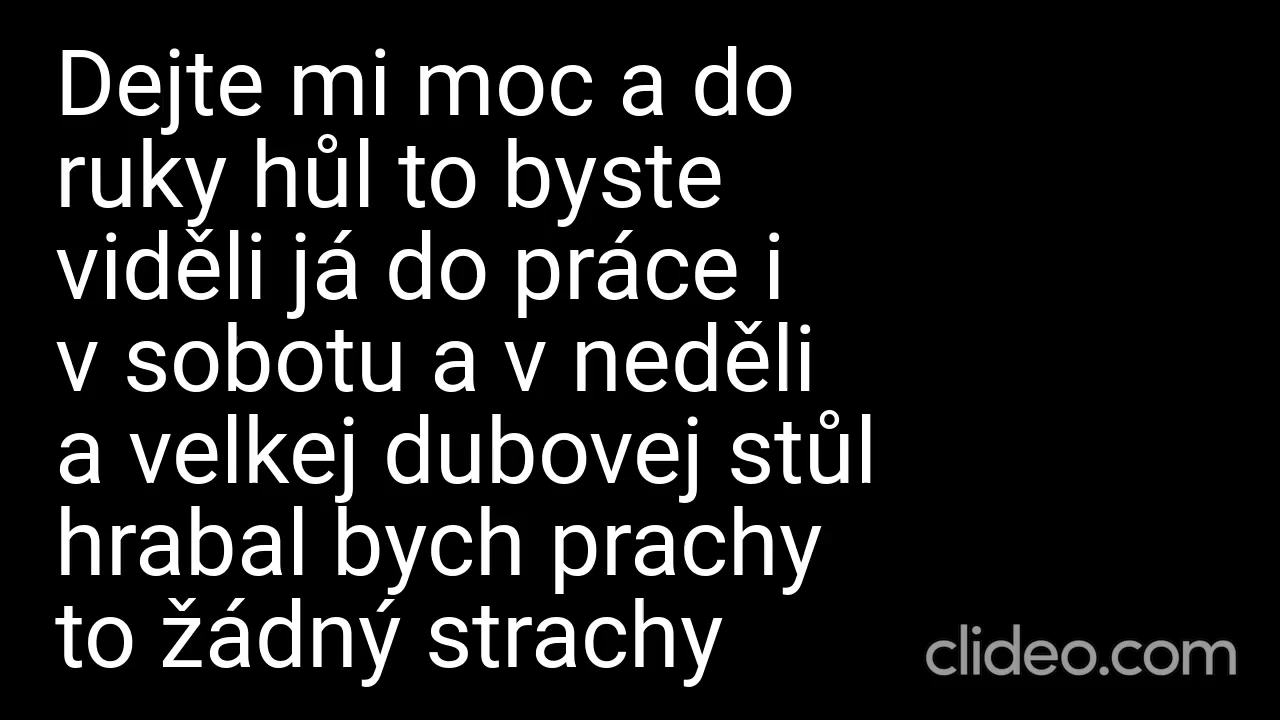 Dejte mi moc a do
ruky hůl to byste
viděli já do práce i
v sobotu a v neděli
a velkej dubovej stůl
hrabal bych prachy
to žádný strachy
clideo.com